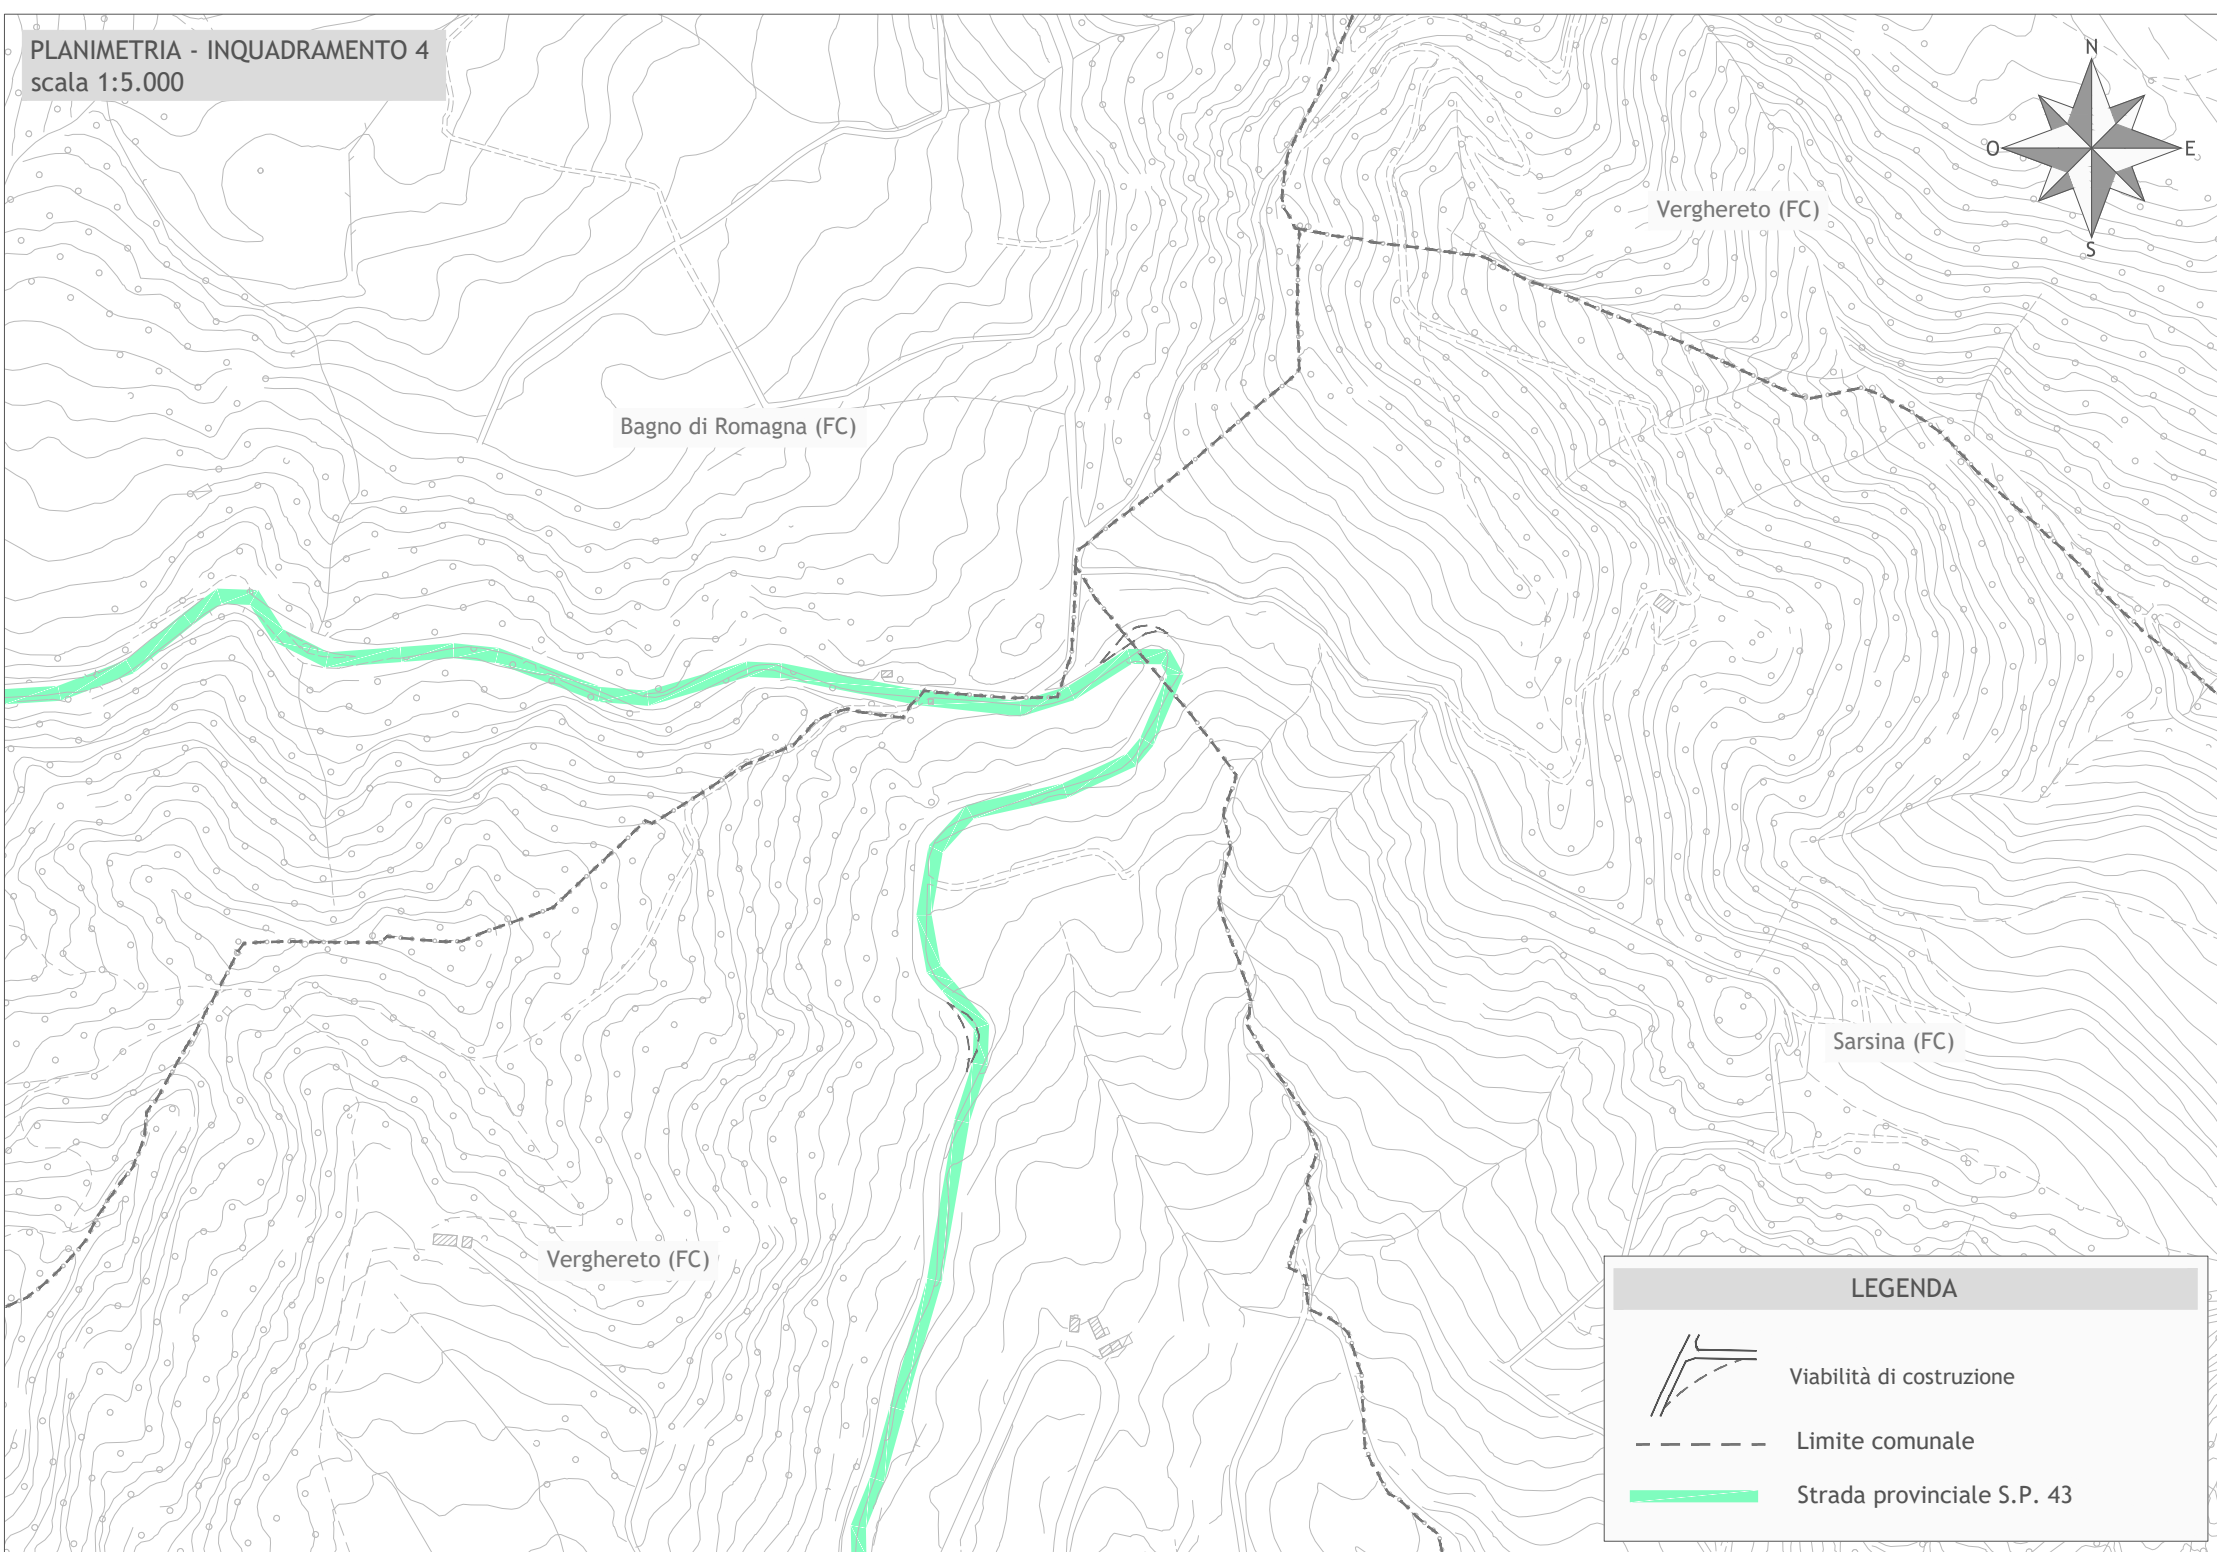 PLANIMETRIA - INQUADRAMENTO 4
scala 1:5.000
N
O
E
S
Verghereto (FC)
Bagno di Romagna (FC)
Sarsina (FC)
Verghereto (FC)
LEGENDA
Viabilità di costruzione
Limite comunale
Strada provinciale S.P. 43